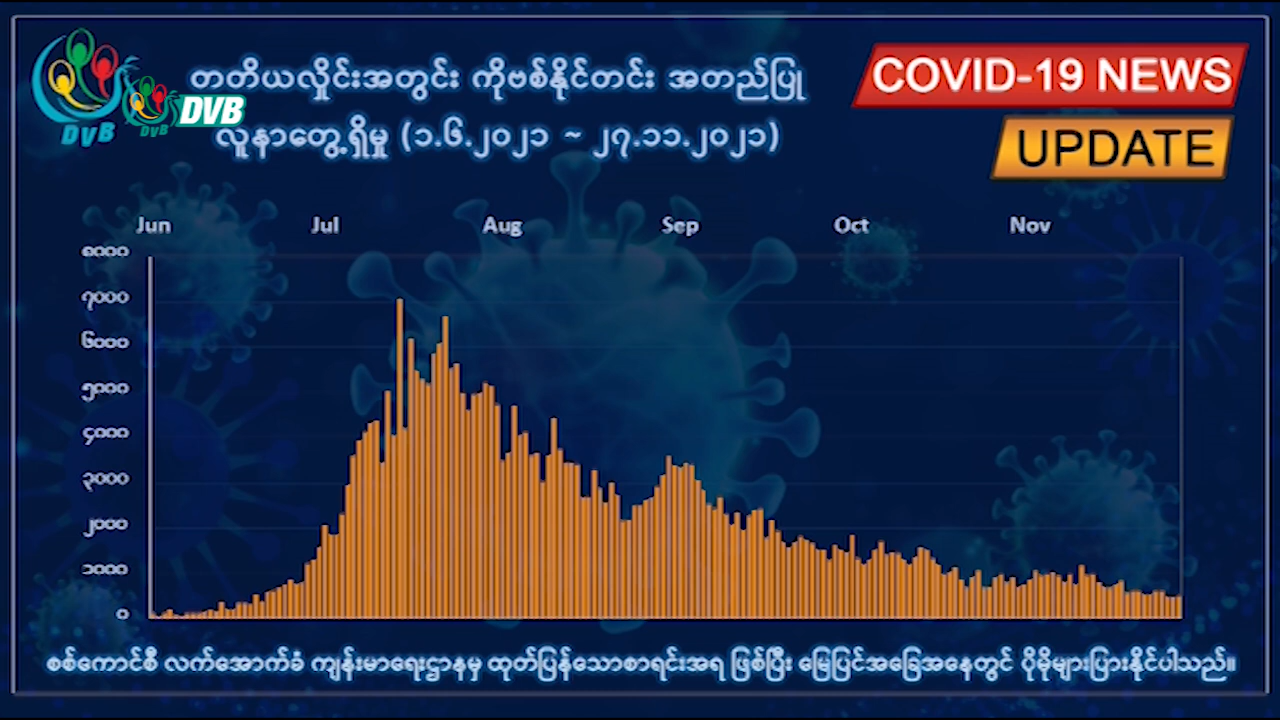 DVB
DVB
DVB
တတိယလှိုင်းအတွင်း ကိုဗစ်နိုင်တင်း အတည်ပြု
လူနာတွေ့ရှိမှု (၁.၆.၂၀၂၁ ~ ၂၇.၁၁.၂၀၂၁)
COVID-19 NEWS
UPDATE
Jun Jul Aug Sep Oct Nov
၈၀၀၀
၇၀၀၀
၆၀၀၀
၅၀၀၀
၄၀၀၀
၃၀၀၀
၂၀၀၀
၁၀၀၀
၀
စစ်ကောင်စီ လက်အောက်ခံ ကျန်းမာရေးဌာနမှ ထုတ်ပြန်သောစာရင်းအရ ဖြစ်ပြီး မြေပြင်အခြေအနေတွင် ပိုမိုများပြားနိုင်ပါသည်။